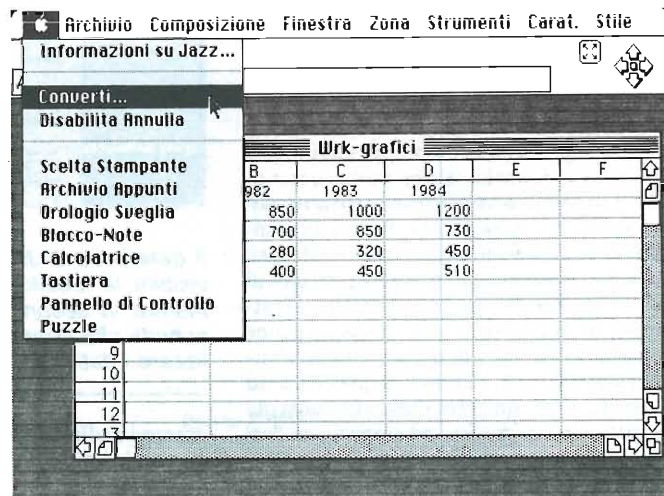 Archivio Composizione Finestra Zona Strumenti Carat. Stile
Informazioni su Jazz...
Converti...
Disabilita Annulla
Scelta Stampante
Archivio Appunti
Orologio Sveglia
Blocco-Note
Calcolatrice
Tastiera
Pannello di Controllo
Puzzle
Wrk-grafici
B C D E F
982 1983 1984
850 1000 1200
700 850 730
280 320 450
400 450 510
9
10
11
12
13